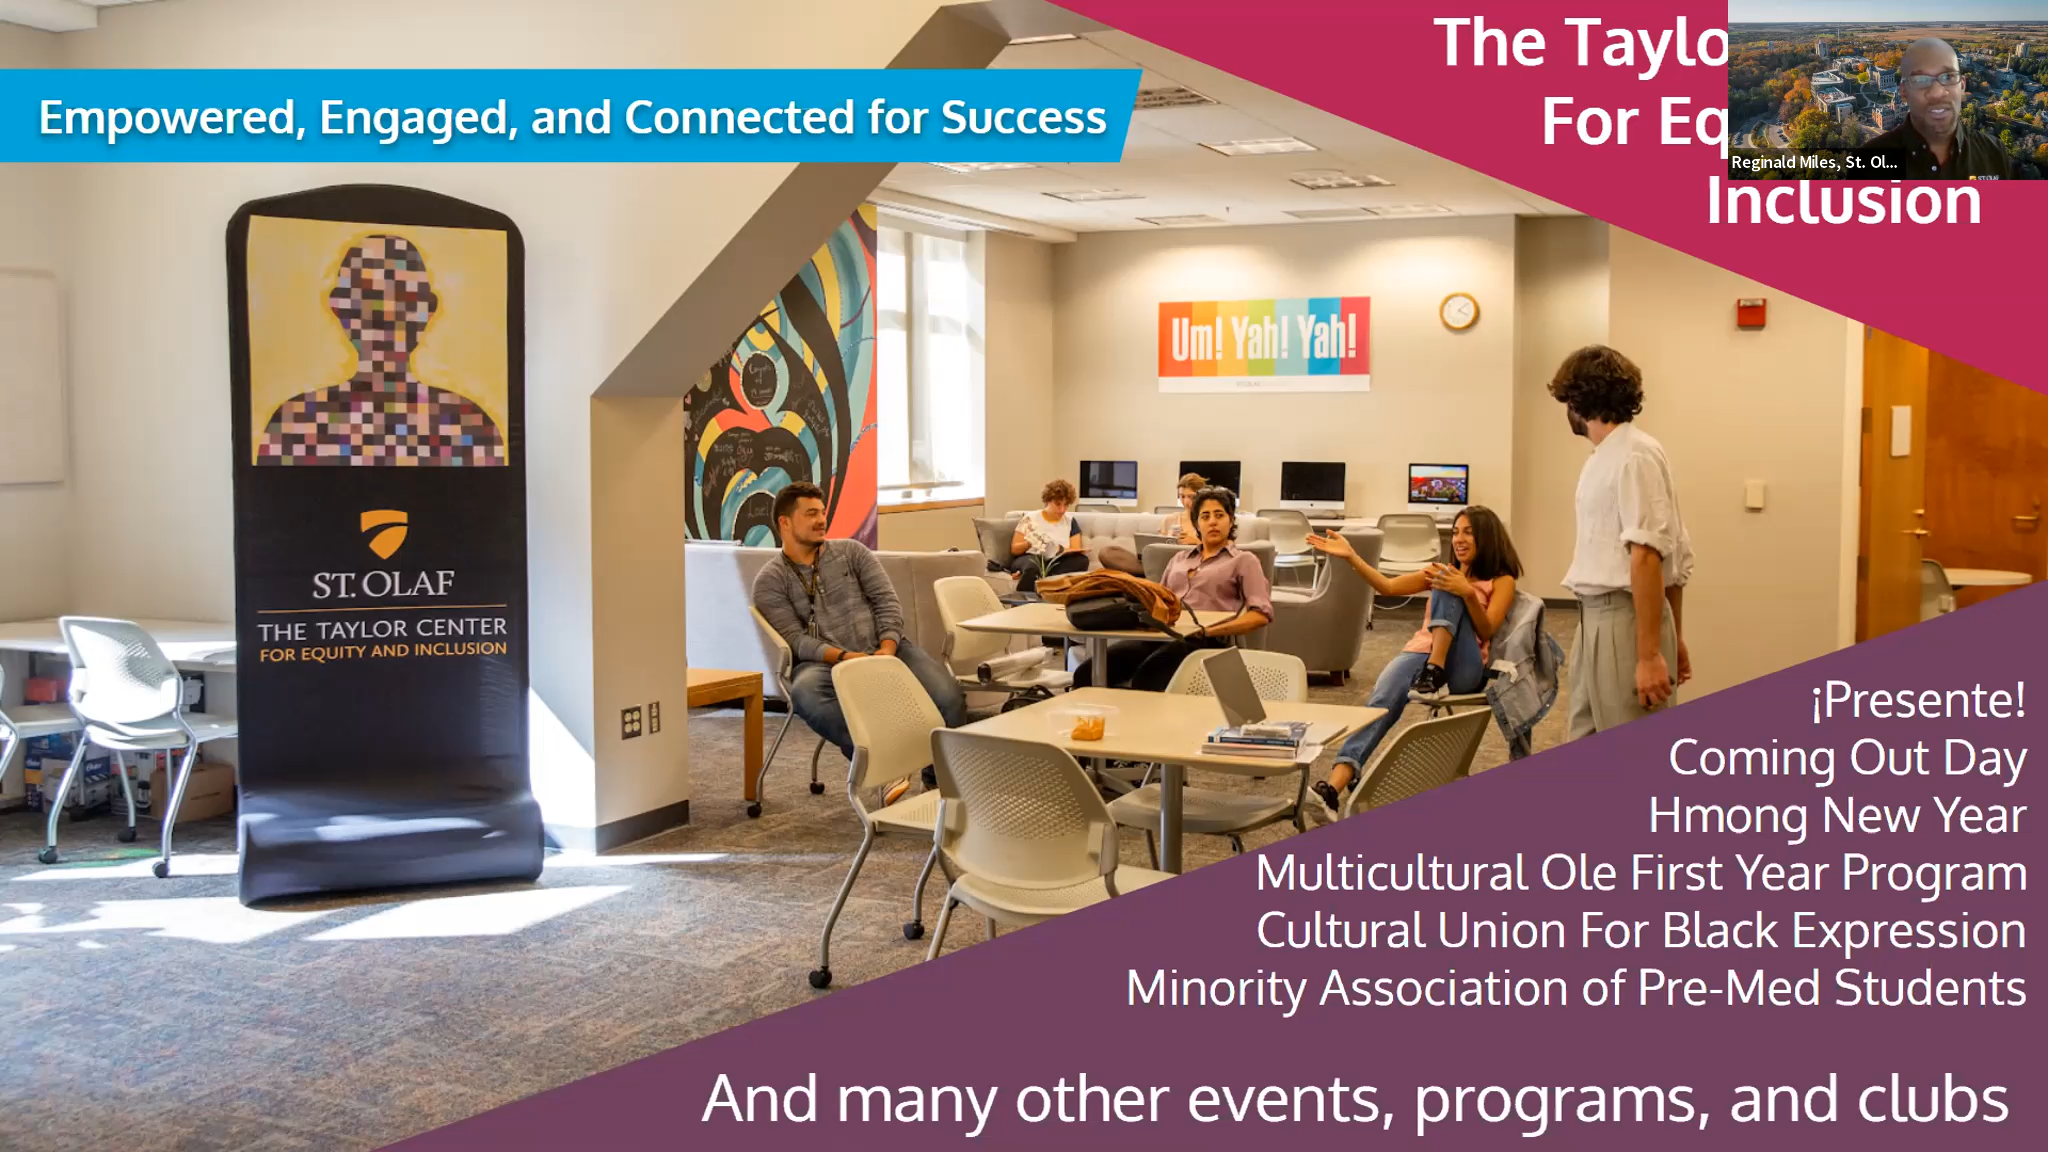 Empowered, Engaged, and Connected for Success
The Taylo
For Eq
Inclusion
Reginald Miles, St. Ol...
ST. OLAF
THE TAYLOR CENTER
FOR EQUITY AND INCLUSION
Um! Yah! Yah!
¡Presente!
Coming Out Day
Hmong New Year
Multicultural Ole First Year Program
Cultural Union For Black Expression
Minority Association of Pre-Med Students
And many other events, programs, and clubs